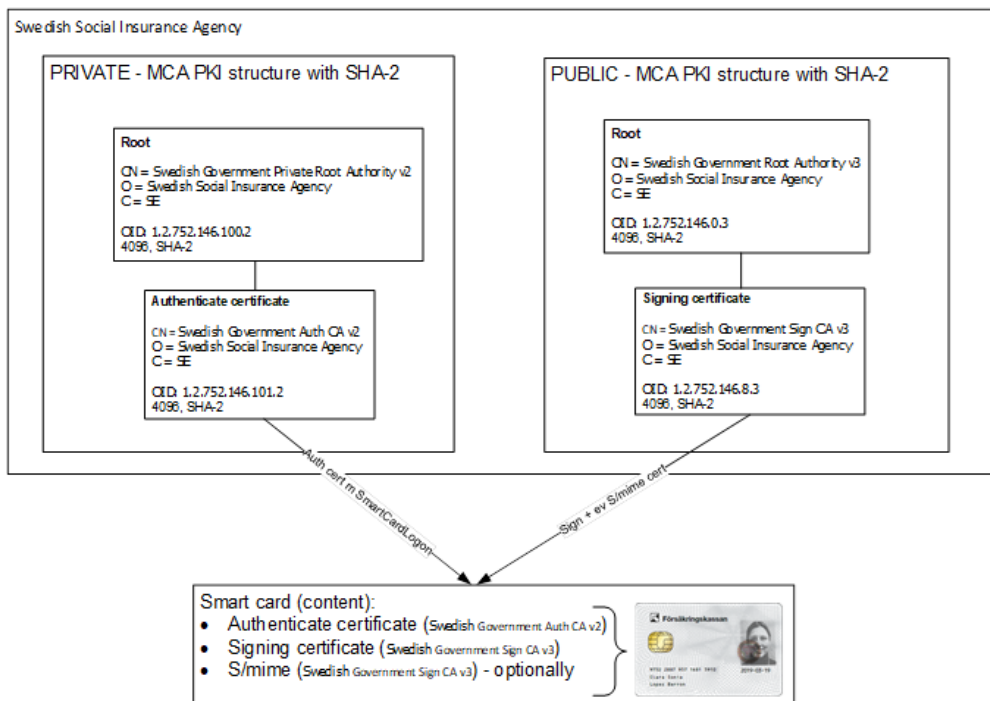 Swedish Social Insurance Agency
PRIVATE - MCA PKI structure with SHA-2
Root
CN = Swedish Government Private Root Authority v2
O = Swedish Social Insurance Agency
C = SE
OID: 1.2.752.146.100.2
4096, SHA-2
Authenticate certificate
CN = Swedish Government Auth CA v2
O = Swedish Social Insurance Agency
C = SE
OID: 1.2.752.146.101.2
4096, SHA-2
PUBLIC - MCA PKI structure with SHA-2
Root
CN = Swedish Government Root Authority v3
O = Swedish Social Insurance Agency
C = SE
OID: 1.2.752.146.0.3
4096, SHA-2
Signing certificate
CN = Swedish Government Sign CA v3
O = Swedish Social Insurance Agency
C = SE
OID: 1.2.752.146.8.3
4096, SHA-2
Auth cert m SmartCardLogon
Sign + ev S/mime cert
Smart card (content):
• Authenticate certificate (Swedish Government Auth CA v2)
• Signing certificate (Swedish Government Sign CA v3)
• S/mime (Swedish Government Sign CA v3) - optionally
Försäkringskassan